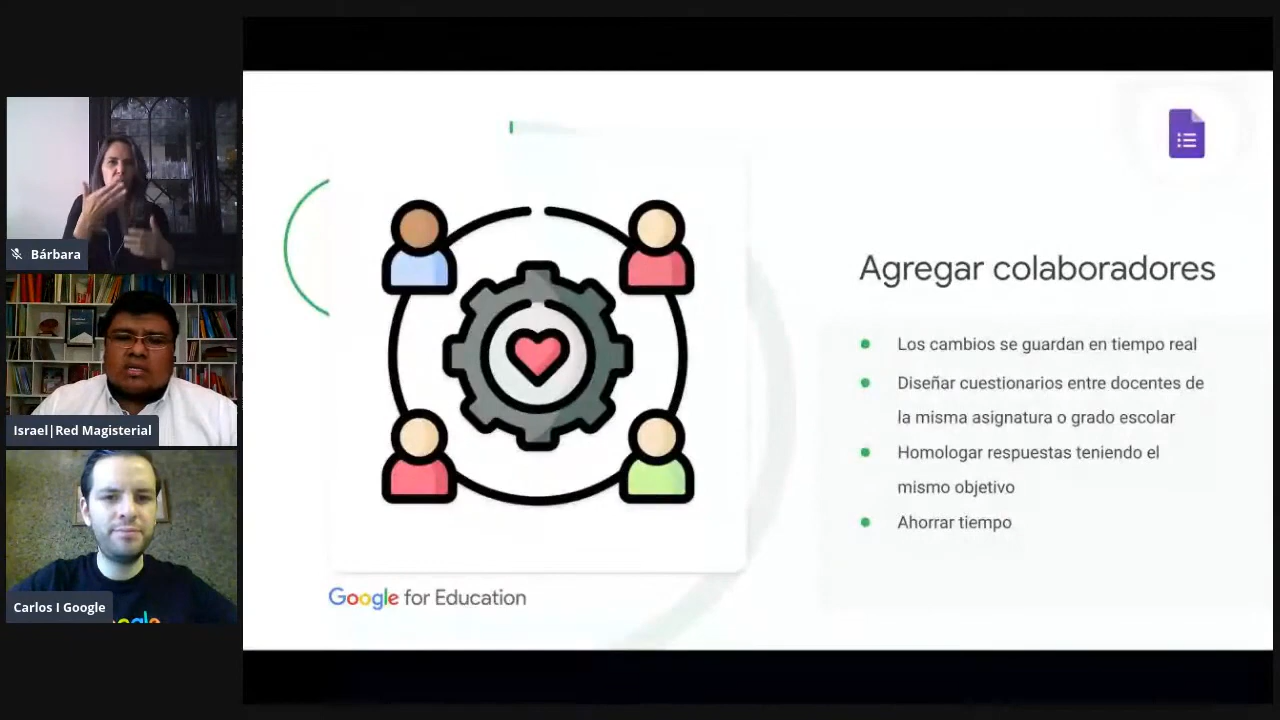 Bárbara
Israel|Red Magisterial
Carlos I Google
Agregar colaboradores
Los cambios se guardan en tiempo real
Diseñar cuestionarios entre docentes de
la misma asignatura o grado escolar
Homologar respuestas teniendo el
mismo objetivo
Ahorrar tiempo
Google for Education